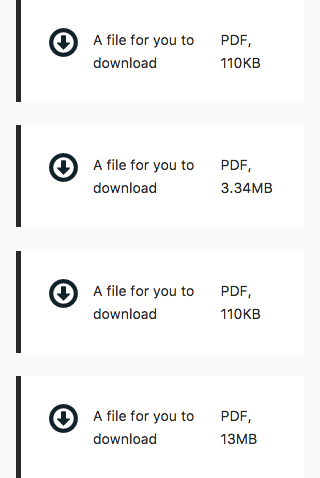 A file for you to
download
PDF,
110KB
A file for you to
download
PDF,
3.34MB
A file for you to
download
PDF,
110KB
A file for you to
download
PDF,
13MB